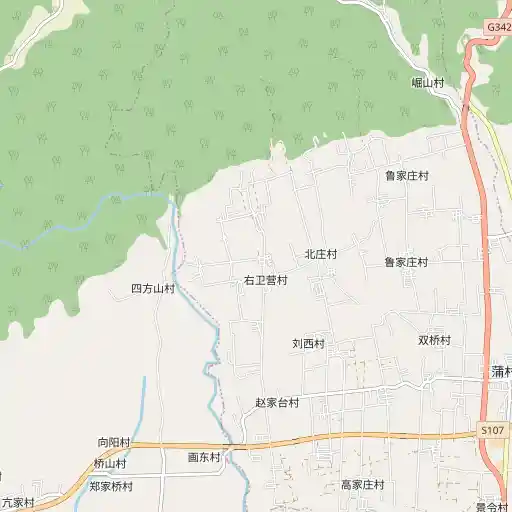 G342
崛山村
鲁家庄村
北庄村
鲁家庄村
右卫营村
四方山村
双桥村
刘西村
蒲村
赵家台村
S107
向阳村
画东村
桥山村
高家庄村
郑家桥村
亢家村
景令村